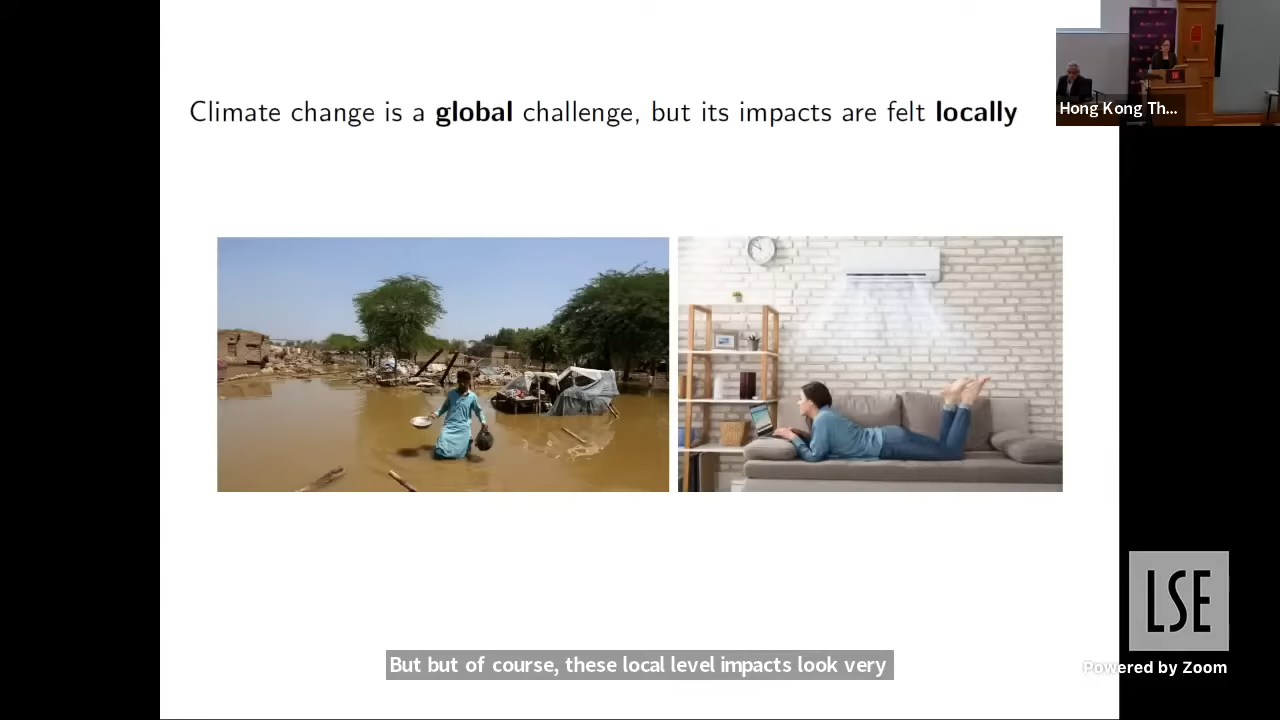 Climate change is a global challenge, but its impacts are felt locally
Hong Kong Th...
LSE
Powered by Zoom
But but of course, these local level impacts look very